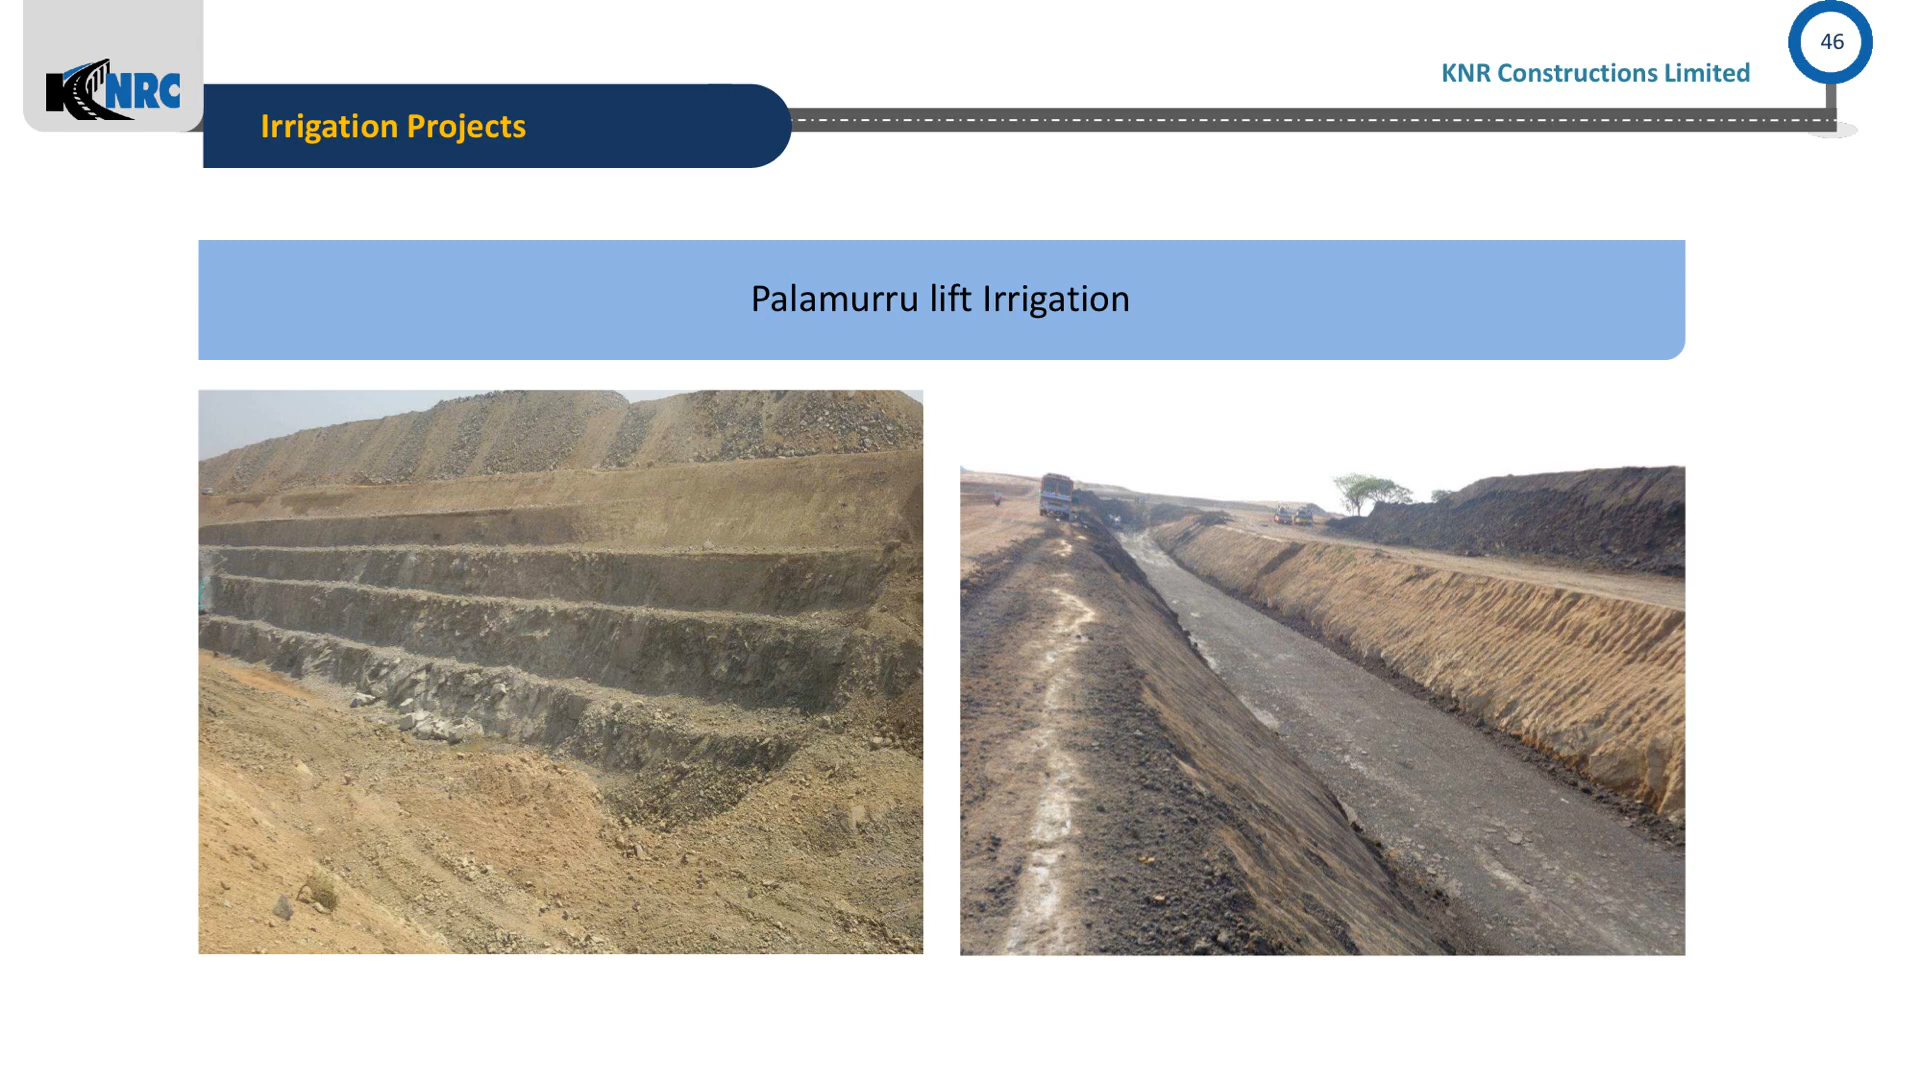 KNRC
Irrigation Projects
KNR Constructions Limited
46
Palamurru lift Irrigation